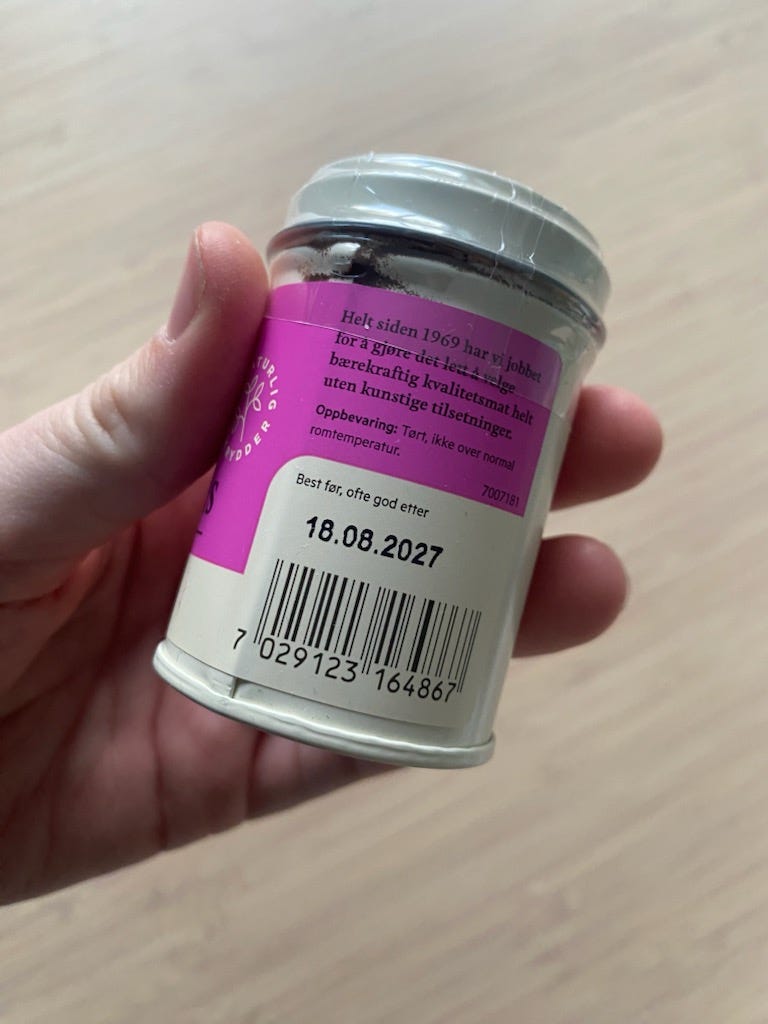 Helt siden 1969 har vi jobbet
for å gjøre det lett å velge
bærekraftig kvalitetsmat helt
uten kunstige tilsetninger.
Oppbevaring: Tørt, ikke over normal
romtemperatur.
7007181
Best før, ofte god etter
18.08.2027
7 029123 164867